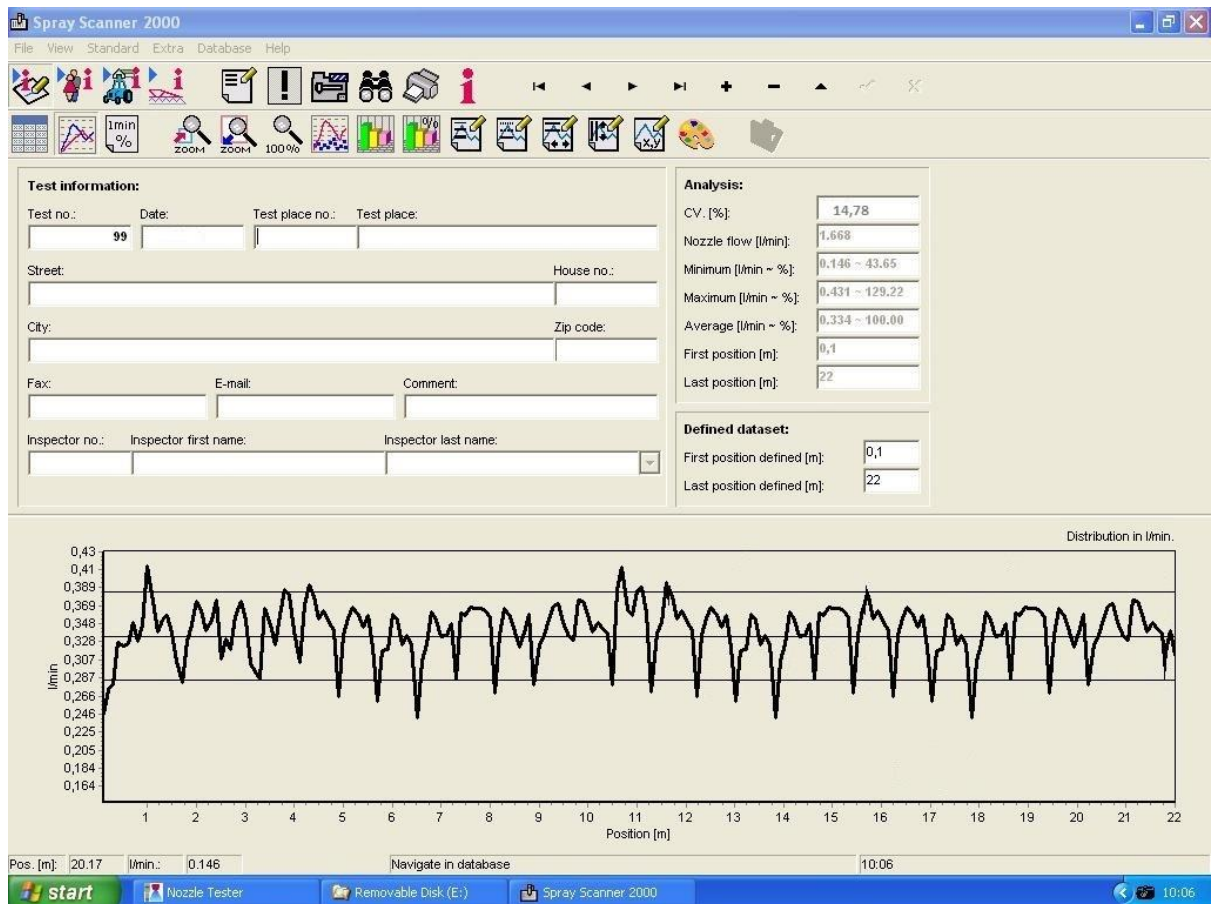 Spray Scanner 2000
File View Standard Extra Database Help
1min %
ZOOM ZOOM 100% % x,y
Test information:
Test no.: Date: Test place no.: Test place:
99
Street: House no.:
City: Zip code:
Fax: E-mail: Comment:
Inspector no.: Inspector first name: Inspector last name:
Analysis:
CV. [%]: 14,78
Nozzle flow [l/min]: 1.668
Minimum [l/min ~ %]: 0.146 ~ 43.65
Maximum [l/min ~ %]: 0.431 ~ 129.22
Average [l/min ~ %]: 0.334 ~ 100.00
First position [m]: 0,1
Last position [m]: 22
Defined dataset:
First position defined [m]: 0,1
Last position defined [m]: 22
Distribution in l/min.
0,43
0,41
0,389
0,369
0,348
0,328
0,307
0,287
0,266
0,246
0,225
0,205
0,184
0,164
l/min
1 2 3 4 5 6 7 8 9 10 11 12 13 14 15 16 17 18 19 20 21 22
Position [m]
Pos. [m]: 20.17 l/min.: 0.146 Navigate in database 10:06
start Nozzle Tester Removable Disk (E:) Spray Scanner 2000 10:06